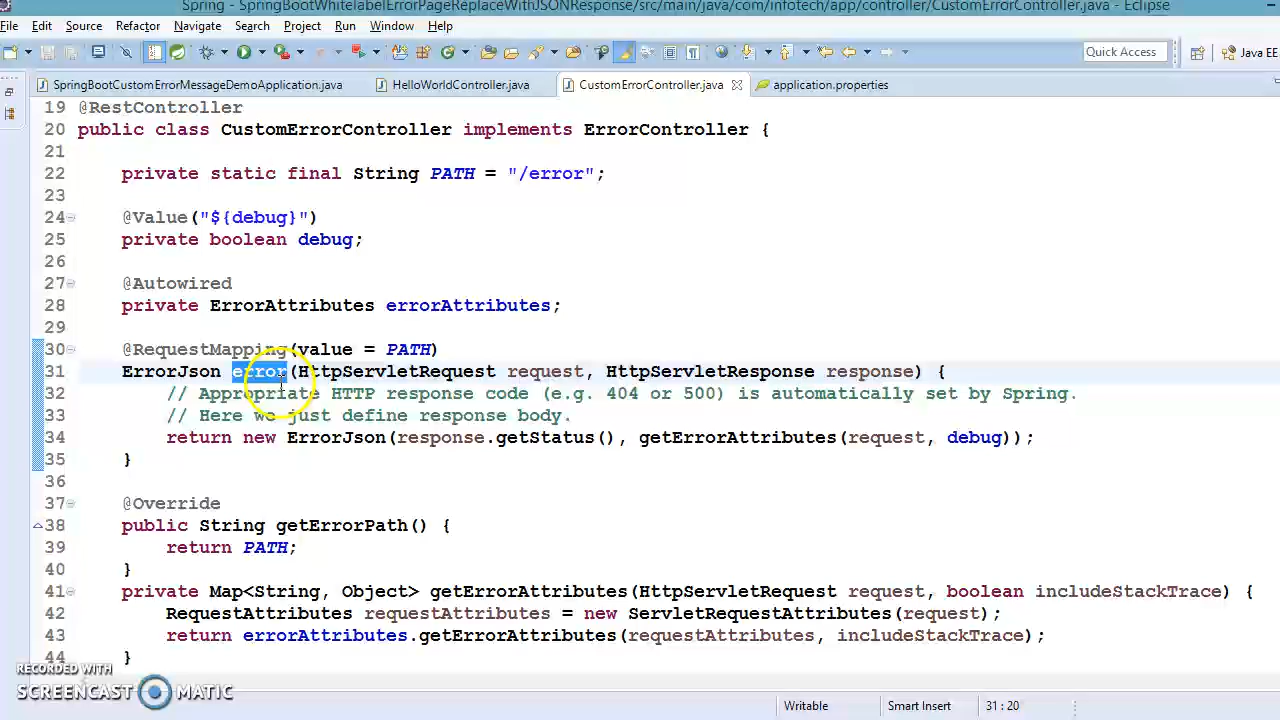 Spring - SpringBootWhitelabelErrorPageReplaceWithJSONResponse/src/main/java/com/infotech/app/controller/CustomErrorController.java - Eclipse
File Edit Source Refactor Navigate Search Project Run Window Help
Quick Access
Java EE
SpringBootCustomErrorMessageDemoApplication.java HelloWorldController.java CustomErrorController.java application.properties
19 @RestController
20 public class CustomErrorController implements ErrorController {
21
22 private static final String PATH = "/error";
23
24 @Value("${debug}")
25 private boolean debug;
26
27 @Autowired
28 private ErrorAttributes errorAttributes;
29
30 @RequestMapping(value = PATH)
31 ErrorJson error(HttpServletRequest request, HttpServletResponse response) {
32 // Appropriate HTTP response code (e.g. 404 or 500) is automatically set by Spring.
33 // Here we just define response body.
34 return new ErrorJson(response.getStatus(), getErrorAttributes(request, debug));
35 }
36
37 @Override
38 public String getErrorPath() {
39 return PATH;
40 }
41 private Map<String, Object> getErrorAttributes(HttpServletRequest request, boolean includeStackTrace) {
42 RequestAttributes requestAttributes = new ServletRequestAttributes(request);
43 return errorAttributes.getErrorAttributes(requestAttributes, includeStackTrace);
44 }
RECORDED WITH
SCREENCAST MATIC
Writable Smart Insert 31 : 20